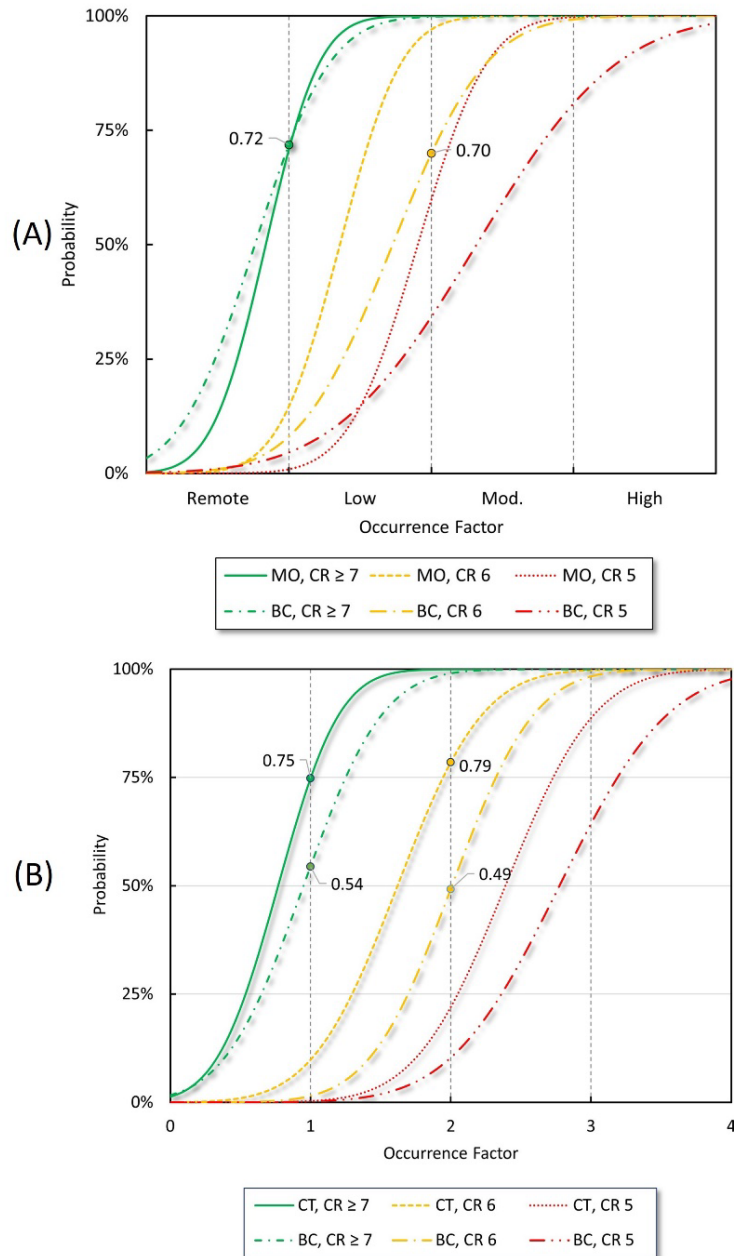 100%
75%
50%
25%
0%
Probability
(A)
0.72
0.70
Remote Low Mod. High
Occurrence Factor
MO, CR ≥ 7 MO, CR 6 MO, CR 5
BC, CR ≥ 7 BC, CR 6 BC, CR 5
100%
75%
50%
25%
0%
Probability
(B)
0.75
0.79
0.54
0.49
0 1 2 3 4
Occurrence Factor
CT, CR ≥ 7 CT, CR 6 CT, CR 5
BC, CR ≥ 7 BC, CR 6 BC, CR 5